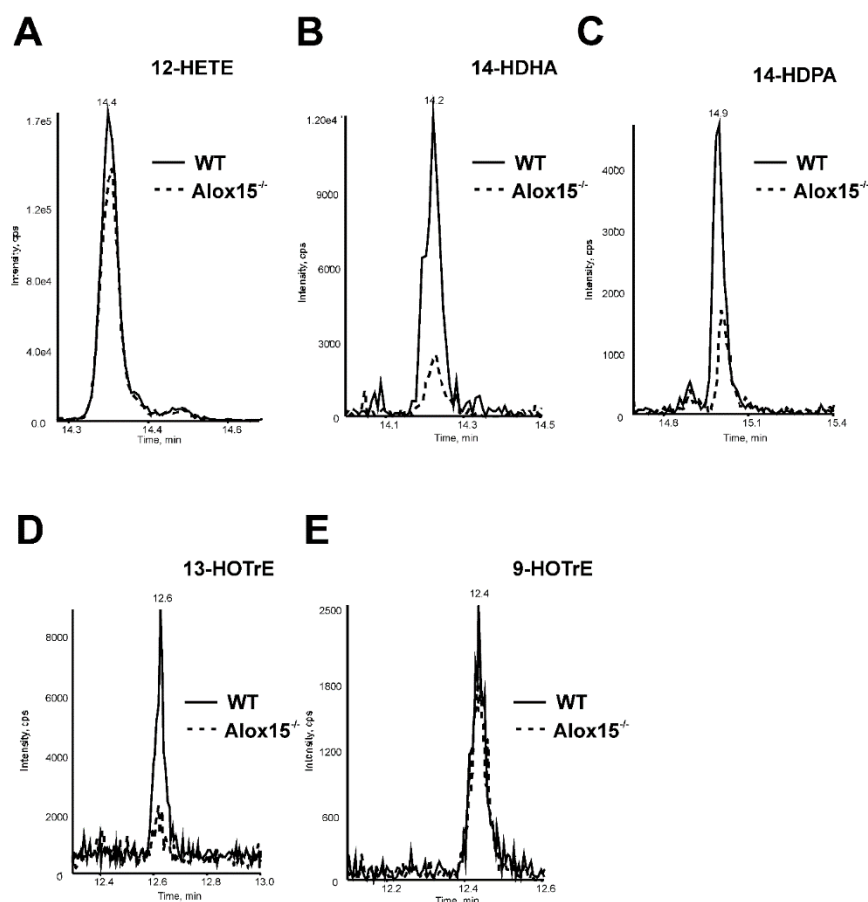 A
12-HETE
14.4
1.7e5
1.2e5
8.0e4
4.0e4
0.0
Intensity, cps
WT
Alox15-/-
14.3
14.4
14.6
Time, min
B
14-HDHA
14.2
1.20e4
9000
6000
3000
0
Intensity, cps
WT
Alox15-/-
14.1
14.3
14.5
Time, min
C
14-HDPA
14.9
4000
3000
2000
1000
0
Intensity, cps
WT
Alox15-/-
14.8
15.1
15.4
Time, min
D
13-HOTrE
12.6
8000
6000
4000
2000
0
Intensity, cps
WT
Alox15-/-
12.4
12.6
12.8
13.0
Time, min
E
9-HOTrE
12.4
2500
1800
1200
600
0
Intensity, cps
WT
Alox15-/-
12.2
12.4
12.6
Time, min